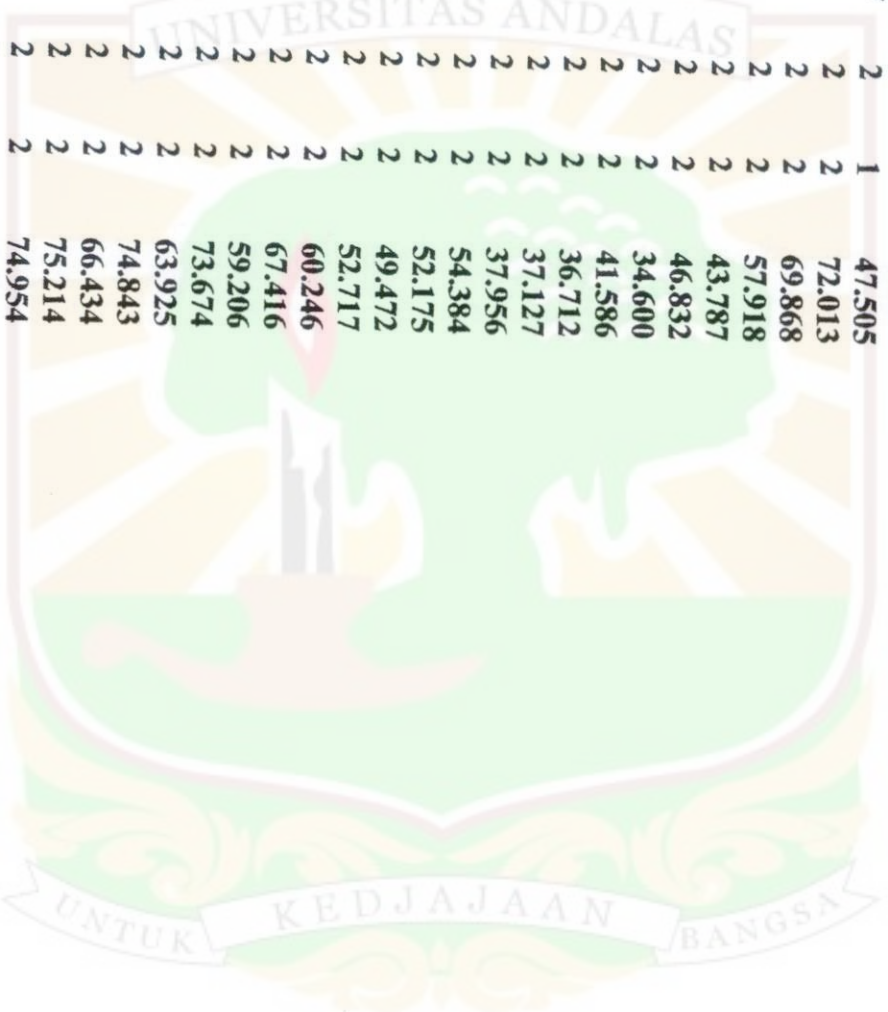 UNIVERSITAS ANDALAS
2 1 47.505
2 2 72.013
2 2 69.868
2 2 57.918
2 2 43.787
2 2 46.832
2 2 34.600
2 2 41.586
2 2 36.712
2 2 37.127
2 2 37.956
2 2 54.384
2 2 52.175
2 2 49.472
2 2 52.717
2 2 60.246
2 2 67.416
2 2 59.206
2 2 73.674
2 2 63.925
2 2 74.843
2 2 66.434
2 2 75.214
2 2 74.954
UNTUK KEDJAJAAN BANGSA